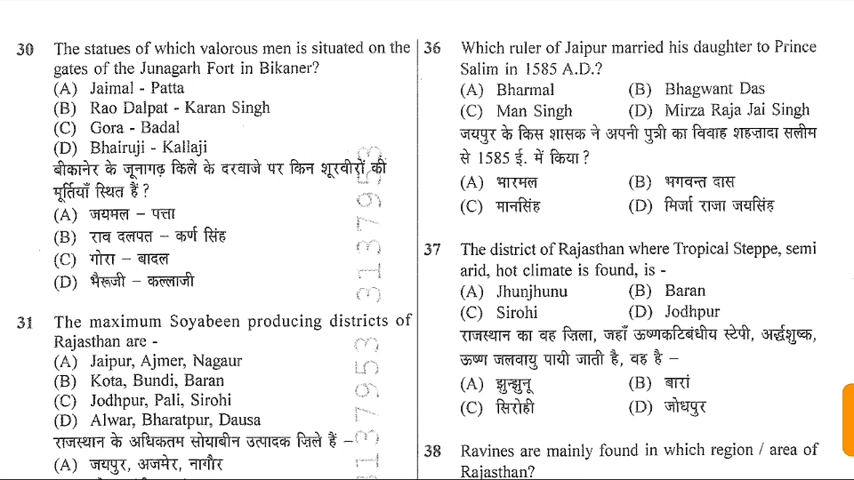 30 The statues of which valorous men is situated on the
gates of the Junagarh Fort in Bikaner?
(A) Jaimal - Patta
(B) Rao Dalpat - Karan Singh
(C) Gora - Badal
(D) Bhairuji - Kallaji
बीकानेर के जूनागढ़ किले के दरवाजे पर किन शूरवीरों की
मूर्तियाँ स्थित हैं ?
(A) जयमल – पत्ता
(B) राव दलपत – कर्ण सिंह
(C) गोरा – बादल
(D) भैरूजी – कल्लाजी
31 The maximum Soyabeen producing districts of
Rajasthan are -
(A) Jaipur, Ajmer, Nagaur
(B) Kota, Bundi, Baran
(C) Jodhpur, Pali, Sirohi
(D) Alwar, Bharatpur, Dausa
राजस्थान के अधिकतम सोयाबीन उत्पादक ज़िले हैं –
(A) जयपुर, अजमेर, नागौर
3137953
3137953
36 Which ruler of Jaipur married his daughter to Prince
Salim in 1585 A.D.?
(A) Bharmal (B) Bhagwant Das
(C) Man Singh (D) Mirza Raja Jai Singh
जयपुर के किस शासक ने अपनी पुत्री का विवाह शहज़ादा सलीम
से 1585 ई. में किया ?
(A) भारमल (B) भगवन्त दास
(C) मानसिंह (D) मिर्जा राजा जयसिंह
37 The district of Rajasthan where Tropical Steppe, semi
arid, hot climate is found, is -
(A) Jhunjhunu (B) Baran
(C) Sirohi (D) Jodhpur
राजस्थान का वह ज़िला, जहाँ ऊष्णकटिबंधीय स्टेपी, अर्द्धशुष्क,
ऊष्ण जलवायु पायी जाती है, वह है –
(A) झुन्झुनू (B) बारां
(C) सिरोही (D) जोधपुर
38 Ravines are mainly found in which region / area of
Rajasthan?